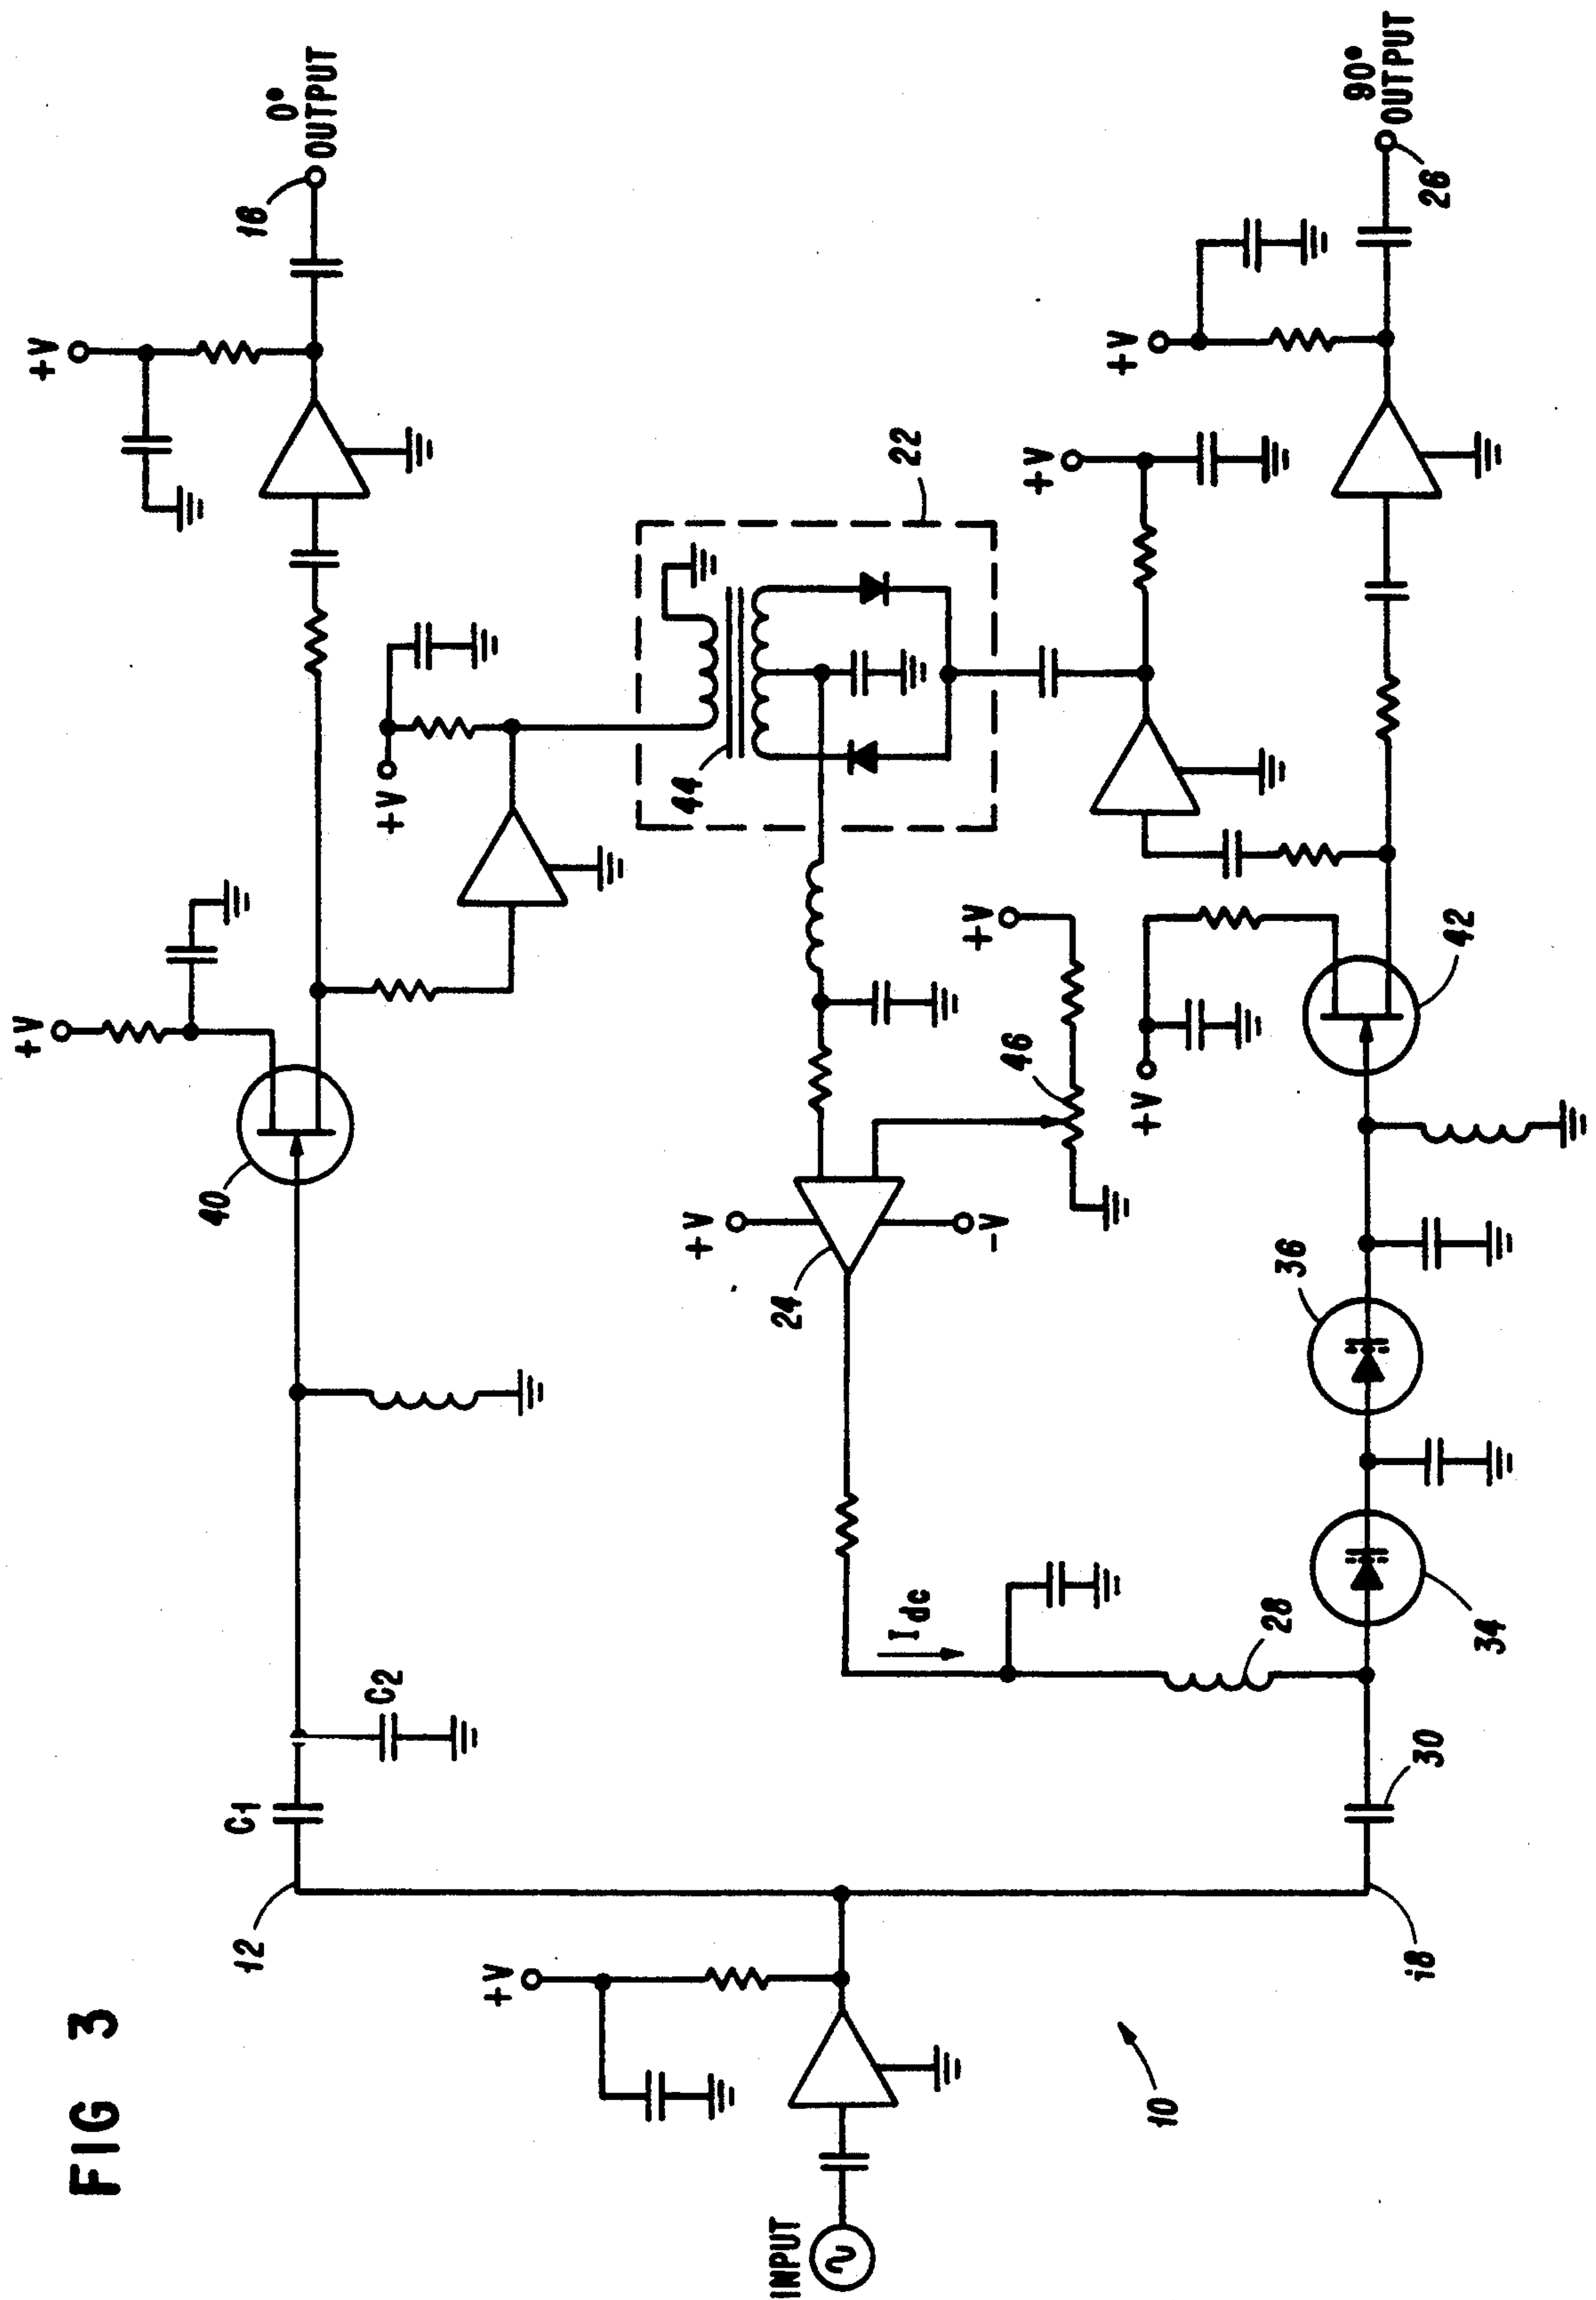 FIG 3
INPUT
10
+V
12
18
C1
C2
30
28
Idc
34
36
24
+V
-V
46
+V
40
+V
42
+V
44
22
+V
+V
+V
16
0°
OUTPUT
+V
26
90°
OUTPUT